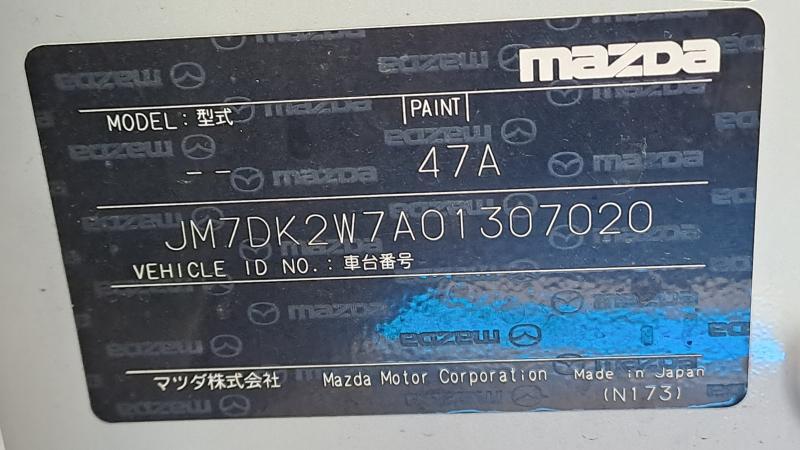 mazda
MODEL: 型式 |PAINT|
-- 47A
JM7DK2W7A01307020
VEHICLE ID NO.: 車台番号
マツダ株式会社 Mazda Motor Corporation Made in Japan
(N173)